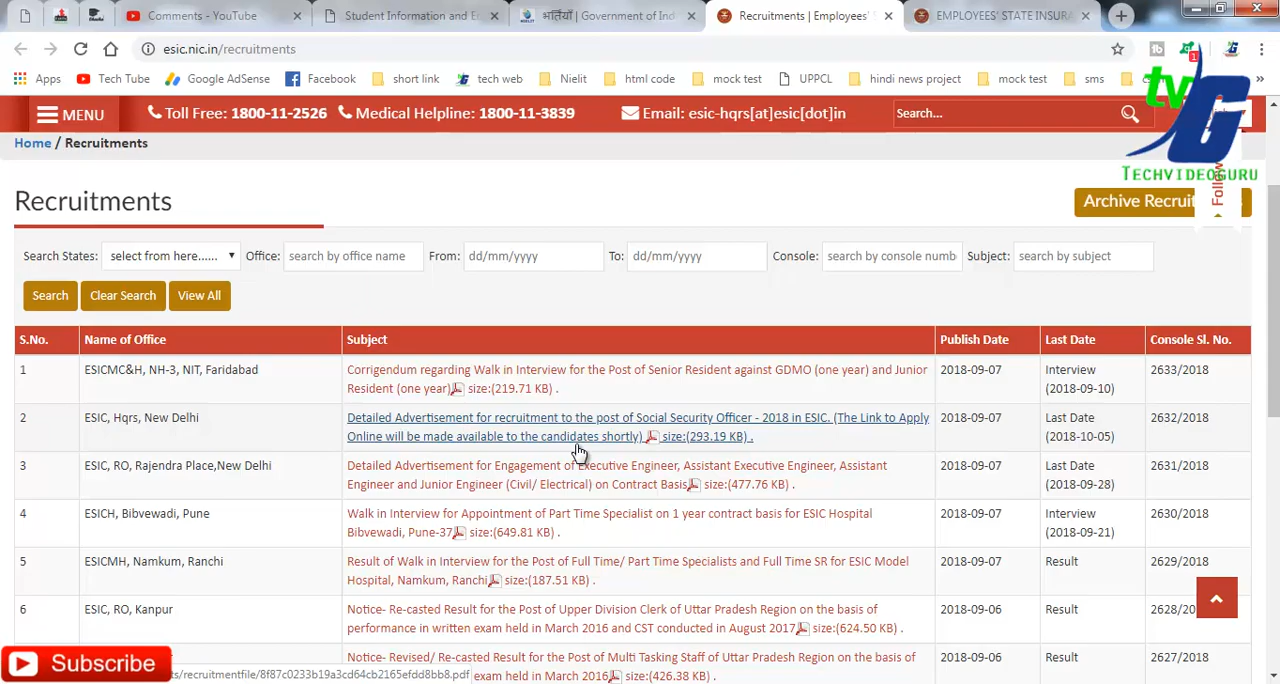 Comments - YouTube
Student Information and E
भर्तियाँ | Government of Ind
Recruitments | Employees'
EMPLOYEES' STATE INSURA
esic.nic.in/recruitments
Apps
Tech Tube
Google AdSense
Facebook
short link
tech web
Nielit
html code
mock test
UPPCL
hindi news project
mock test
sms
MENU
Toll Free: 1800-11-2526
Medical Helpline: 1800-11-3839
Email: esic-hqrs[at]esic[dot]in
Search...
tv
G
TECHVIDEOGURU
Follow
Home / Recruitments
Recruitments
Archive Recruit
Search States: select from here...... Office: search by office name From: dd/mm/yyyy To: dd/mm/yyyy Console: search by console numb Subject: search by subject
Search Clear Search View All
S.No. Name of Office Subject Publish Date Last Date Console Sl. No.
1 ESICMC&H, NH-3, NIT, Faridabad Corrigendum regarding Walk in Interview for the Post of Senior Resident against GDMO (one year) and Junior 2018-09-07 Interview 2633/2018
Resident (one year) size:(219.71 KB) . (2018-09-10)
2 ESIC, Hqrs, New Delhi Detailed Advertisement for recruitment to the post of Social Security Officer - 2018 in ESIC. (The Link to Apply 2018-09-07 Last Date 2632/2018
Online will be made available to the candidates shortly) size:(293.19 KB) . (2018-10-05)
3 ESIC, RO, Rajendra Place,New Delhi Detailed Advertisement for Engagement of Executive Engineer, Assistant Executive Engineer, Assistant 2018-09-07 Last Date 2631/2018
Engineer and Junior Engineer (Civil/ Electrical) on Contract Basis size:(477.76 KB) . (2018-09-28)
4 ESICH, Bibvewadi, Pune Walk in Interview for Appointment of Part Time Specialist on 1 year contract basis for ESIC Hospital 2018-09-07 Interview 2630/2018
Bibvewadi, Pune-37 size:(649.81 KB) . (2018-09-21)
5 ESICMH, Namkum, Ranchi Result of Walk in Interview for the Post of Full Time/ Part Time Specialists and Full Time SR for ESIC Model 2018-09-07 Result 2629/2018
Hospital, Namkum, Ranchi size:(187.51 KB) .
6 ESIC, RO, Kanpur Notice- Re-casted Result for the Post of Upper Division Clerk of Uttar Pradesh Region on the basis of 2018-09-06 Result 2628/20
performance in written exam held in March 2016 and CST conducted in August 2017 size:(624.50 KB) .
Notice- Revised/ Re-casted Result for the Post of Multi Tasking Staff of Uttar Pradesh Region on the basis of 2018-09-06 Result 2627/2018
exam held in March 2016 size:(426.38 KB) .
Subscribe
ts/recruitmentfile/8f87c0233b19a3cd64cb2165efdd8bb8.pdf